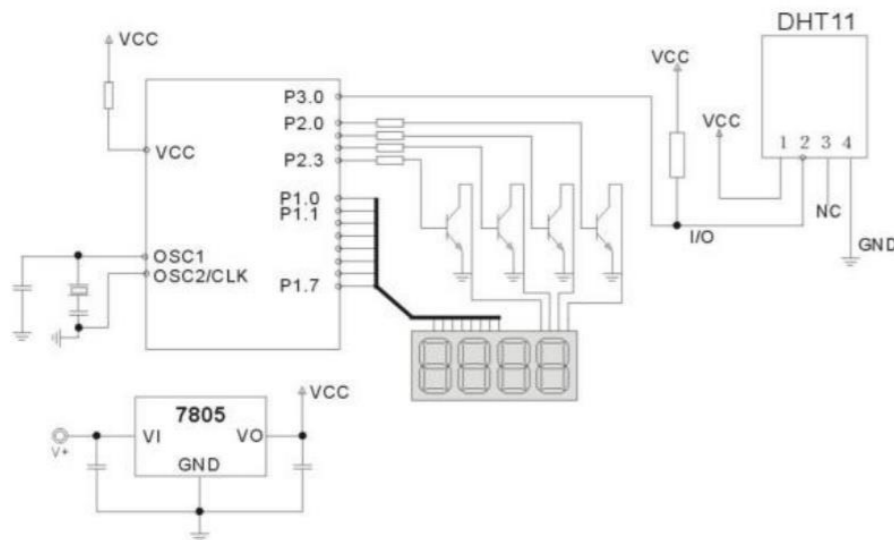 DHT11
VCC
P3.0
P2.0
VCC
VCC
P2.3
1 2 3 4
P1.0
P1.1
NC
I/O
GND
OSC1
OSC2/CLK
P1.7
VCC
7805
V+
VI
VO
GND
VCC